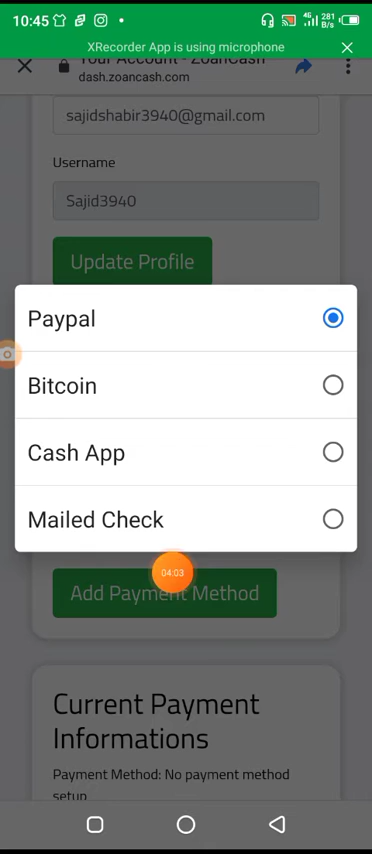 10:45
4G 281 B/s
XRecorder App is using microphone
Your Account - ZoanCash
dash.zoancash.com
sajidshabir3940@gmail.com
Username
Sajid3940
Update Profile
Paypal
Bitcoin
Cash App
Mailed Check
04:03
Add Payment Method
Current Payment
Informations
Payment Method: No payment method
setup